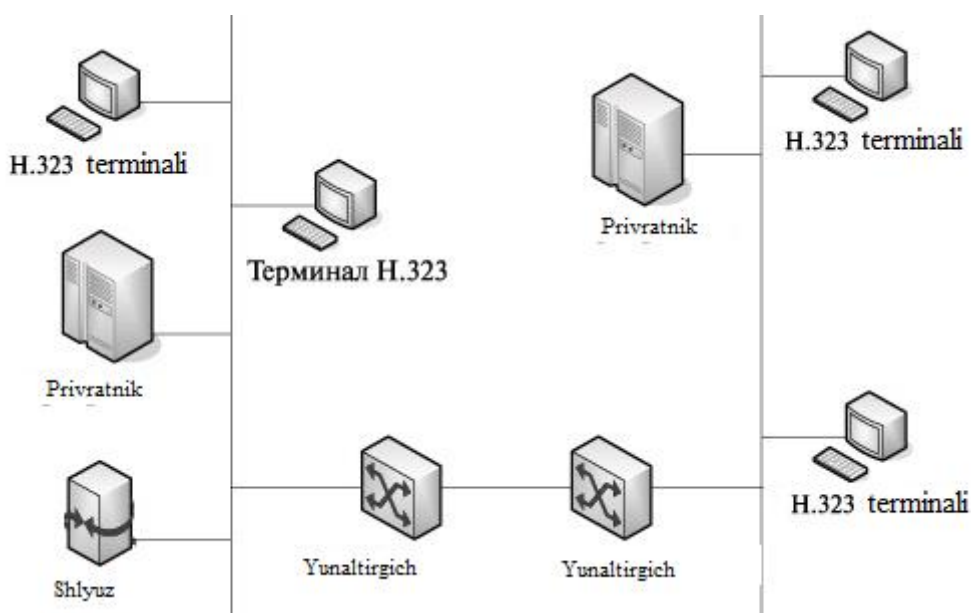 H.323 terminali
H.323 terminali
Privratnik
Терминал H.323
Privratnik
H.323 terminali
Yunaltirgich
Yunaltirgich
Shlyuz